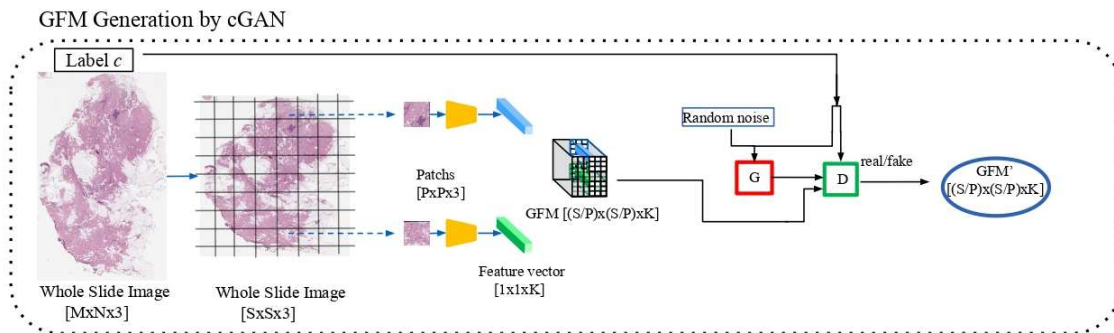 GFM Generation by cGAN
Label c
Whole Slide Image
[MxNx3]
Whole Slide Image
[SxSx3]
Patchs
[PxPx3]
Feature vector
[1x1xK]
GFM [(S/P)x(S/P)xK]
Random noise
G
D
real/fake
GFM'
[(S/P)x(S/P)xK]